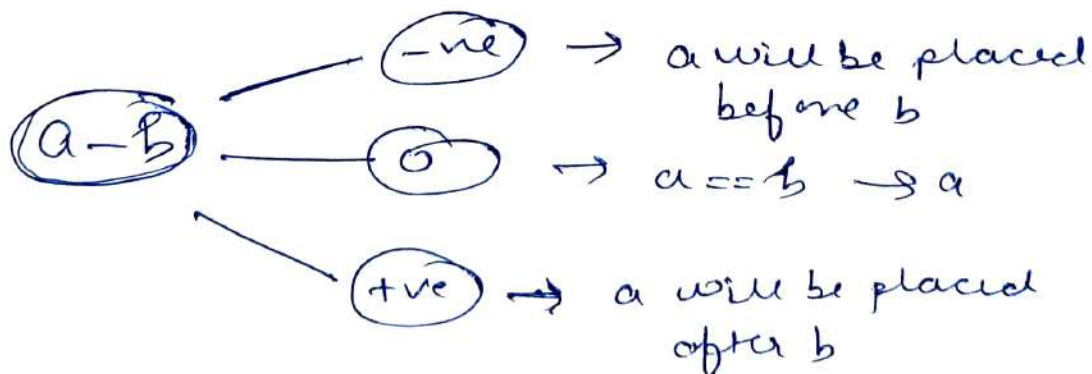 a - b
-ve → a will be placed
before b
0 → a == b → a
+ve → a will be placed
after b